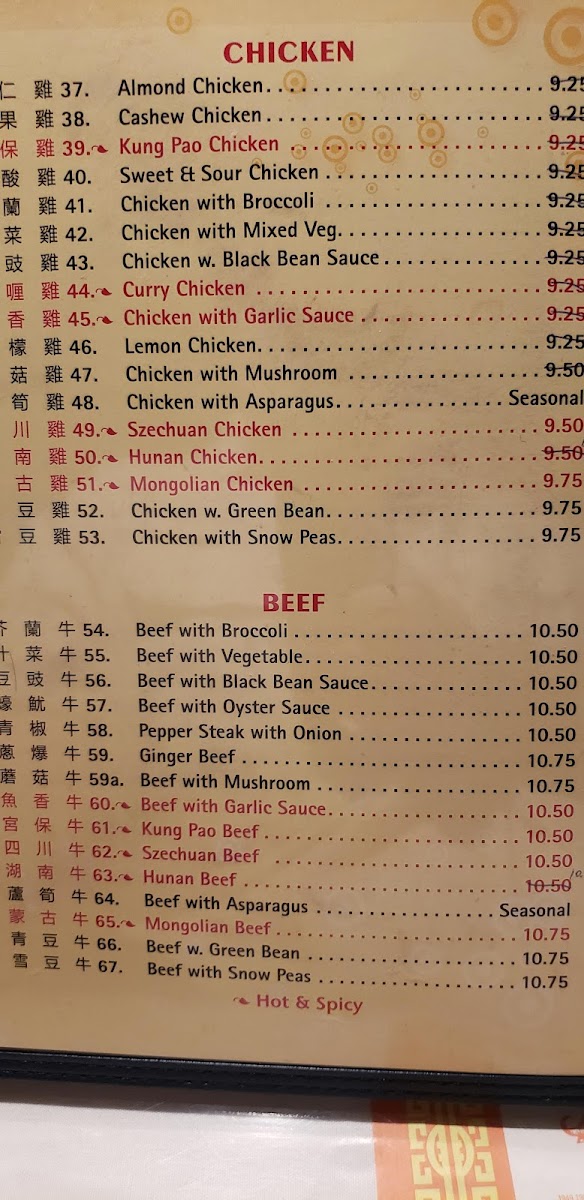 CHICKEN
仁 雞 37. Almond Chicken........................ 9.25
果 雞 38. Cashew Chicken........................ 9.25
保 雞 39. Kung Pao Chicken ..................... 9.25
酸 雞 40. Sweet & Sour Chicken .................. 9.25
蘭 雞 41. Chicken with Broccoli .................. 9.25
菜 雞 42. Chicken with Mixed Veg................. 9.25
豉 雞 43. Chicken w. Black Bean Sauce............. 9.25
喱 雞 44. Curry Chicken ........................ 9.25
香 雞 45. Chicken with Garlic Sauce .............. 9.25
檬 雞 46. Lemon Chicken........................ 9.25
菇 雞 47. Chicken with Mushroom ................ 9.50
筍 雞 48. Chicken with Asparagus............... Seasonal
川 雞 49. Szechuan Chicken ..................... 9.50
南 雞 50. Hunan Chicken........................ 9.50
古 雞 51. Mongolian Chicken .................... 9.75
豆 雞 52. Chicken w. Green Bean................. 9.75
豆 雞 53. Chicken with Snow Peas................ 9.75
BEEF
芥 蘭 牛 54. Beef with Broccoli ..................... 10.50
什 菜 牛 55. Beef with Vegetable.................... 10.50
豆 豉 牛 56. Beef with Black Bean Sauce............. 10.50
蠔 魷 牛 57. Beef with Oyster Sauce ................. 10.50
青 椒 牛 58. Pepper Steak with Onion ............... 10.50
蔥 爆 牛 59. Ginger Beef .......................... 10.75
蘑 菇 牛 59a. Beef with Mushroom .................. 10.75
魚 香 牛 60. Beef with Garlic Sauce................. 10.50
宮 保 牛 61. Kung Pao Beef ........................ 10.50
四 川 牛 62. Szechuan Beef ....................... 10.50
湖 南 牛 63. Hunan Beef .......................... 10.50
蘆 筍 牛 64. Beef with Asparagus ................ Seasonal
蒙 古 牛 65. Mongolian Beef ...................... 10.75
青 豆 牛 66. Beef w. Green Bean ................... 10.75
雪 豆 牛 67. Beef with Snow Peas .................. 10.75
Hot & Spicy